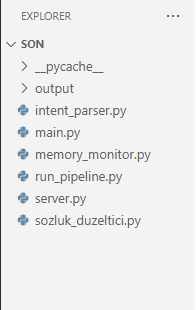 EXPLORER ...
SON
__pycache__
output
intent_parser.py
main.py
memory_monitor.py
run_pipeline.py
server.py
sozluk_duzeltici.py